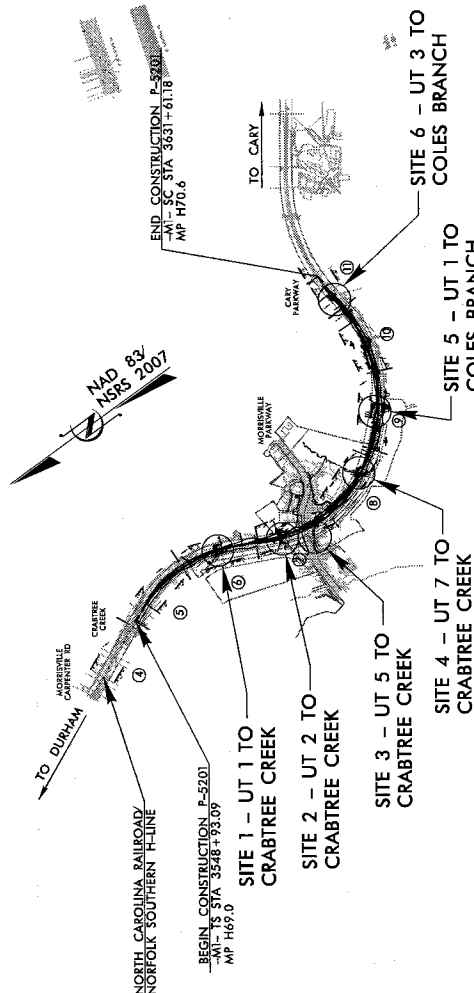 NAD 83/
NSRS 2007
END CONSTRUCTION P-5201
-M1- SC STA 3631+61.18
MP H70.6
TO CARY
CARY
PARKWAY
MORRISVILLE
PARKWAY
TO DURHAM
MORRISVILLE
CARPENTER RD
CRABTREE
CREEK
4
5
6
7
8
9
10
11
NORTH CAROLINA RAILROAD/
NORFOLK SOUTHERN H-LINE
BEGIN CONSTRUCTION P-5201
-M1- TS STA 3548+93.09
MP H69.0
SITE 1 - UT 1 TO
CRABTREE CREEK
SITE 2 - UT 2 TO
CRABTREE CREEK
SITE 3 - UT 5 TO
CRABTREE CREEK
SITE 4 - UT 7 TO
CRABTREE CREEK
SITE 5 - UT 1 TO
COLES BRANCH
SITE 6 - UT 3 TO
COLES BRANCH